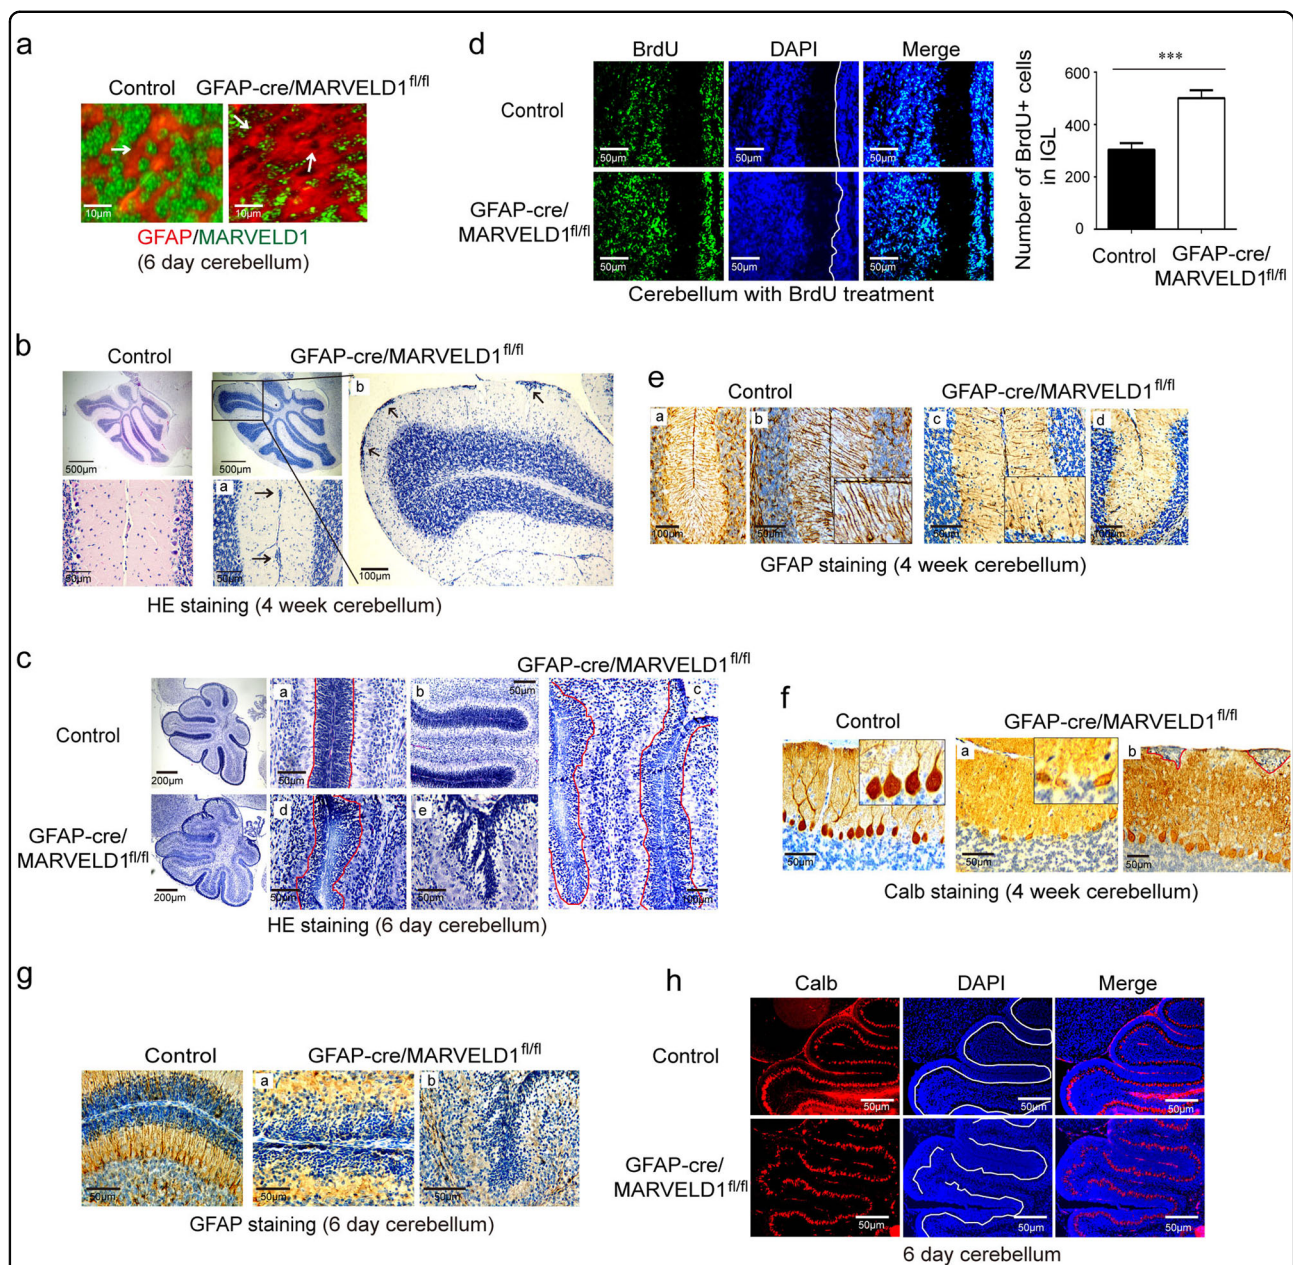 a
Control
GFAP-cre/MARVELD1fl/fl
10µm
10µm
GFAP/MARVELD1
(6 day cerebellum)
d
BrdU
DAPI
Merge
Control
50µm
50µm
50µm
GFAP-cre/
MARVELD1fl/fl
50µm
50µm
50µm
Cerebellum with BrdU treatment
Number of BrdU+ cells
in IGL
***
600
400
200
0
Control
GFAP-cre/
MARVELD1fl/fl
b
Control
GFAP-cre/MARVELD1fl/fl
500µm
500µm
b
50µm
a
50µm
100µm
HE staining (4 week cerebellum)
e
Control
GFAP-cre/MARVELD1fl/fl
a
b
c
d
100µm
50µm
50µm
100µm
GFAP staining (4 week cerebellum)
c
GFAP-cre/MARVELD1fl/fl
Control
200µm
a
50µm
b
50µm
c
100µm
GFAP-cre/
MARVELD1fl/fl
200µm
d
50µm
e
50µm
HE staining (6 day cerebellum)
f
Control
GFAP-cre/MARVELD1fl/fl
a
b
50µm
50µm
50µm
Calb staining (4 week cerebellum)
g
Control
GFAP-cre/MARVELD1fl/fl
a
b
50µm
50µm
50µm
GFAP staining (6 day cerebellum)
h
Calb
DAPI
Merge
Control
50µm
50µm
50µm
GFAP-cre/
MARVELD1fl/fl
50µm
50µm
50µm
6 day cerebellum